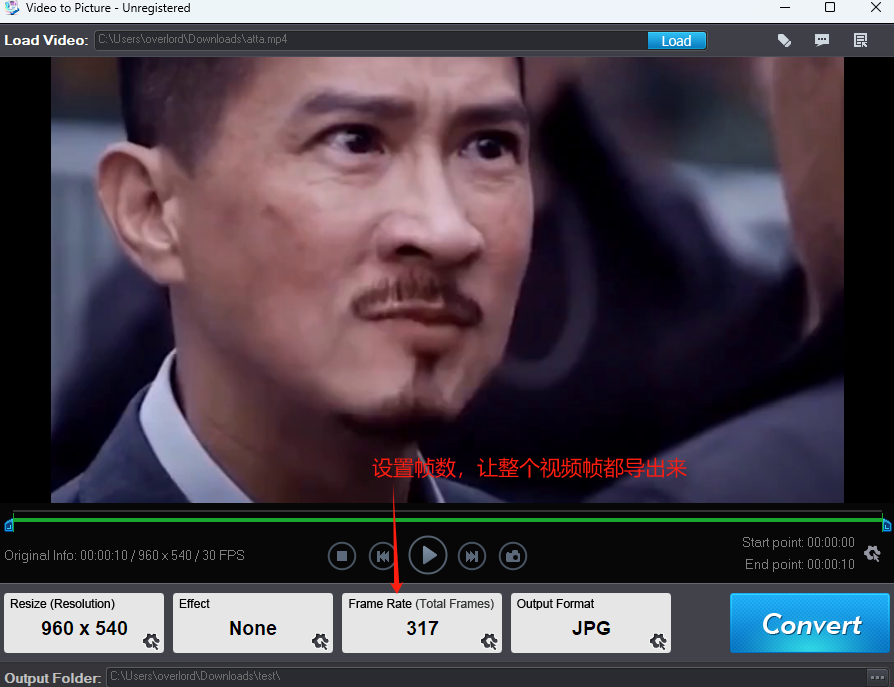 Video to Picture - Unregistered
Load Video: C:\Users\overlord\Downloads\atta.mp4 Load
设置帧数，让整个视频帧都导出来
Original Info: 00:00:10 / 960 x 540 / 30 FPS
Start point: 00:00:00
End point: 00:00:10
Resize (Resolution)
960 x 540
Effect
None
Frame Rate (Total Frames)
317
Output Format
JPG
Convert
Output Folder: C:\Users\overlord\Downloads\test\